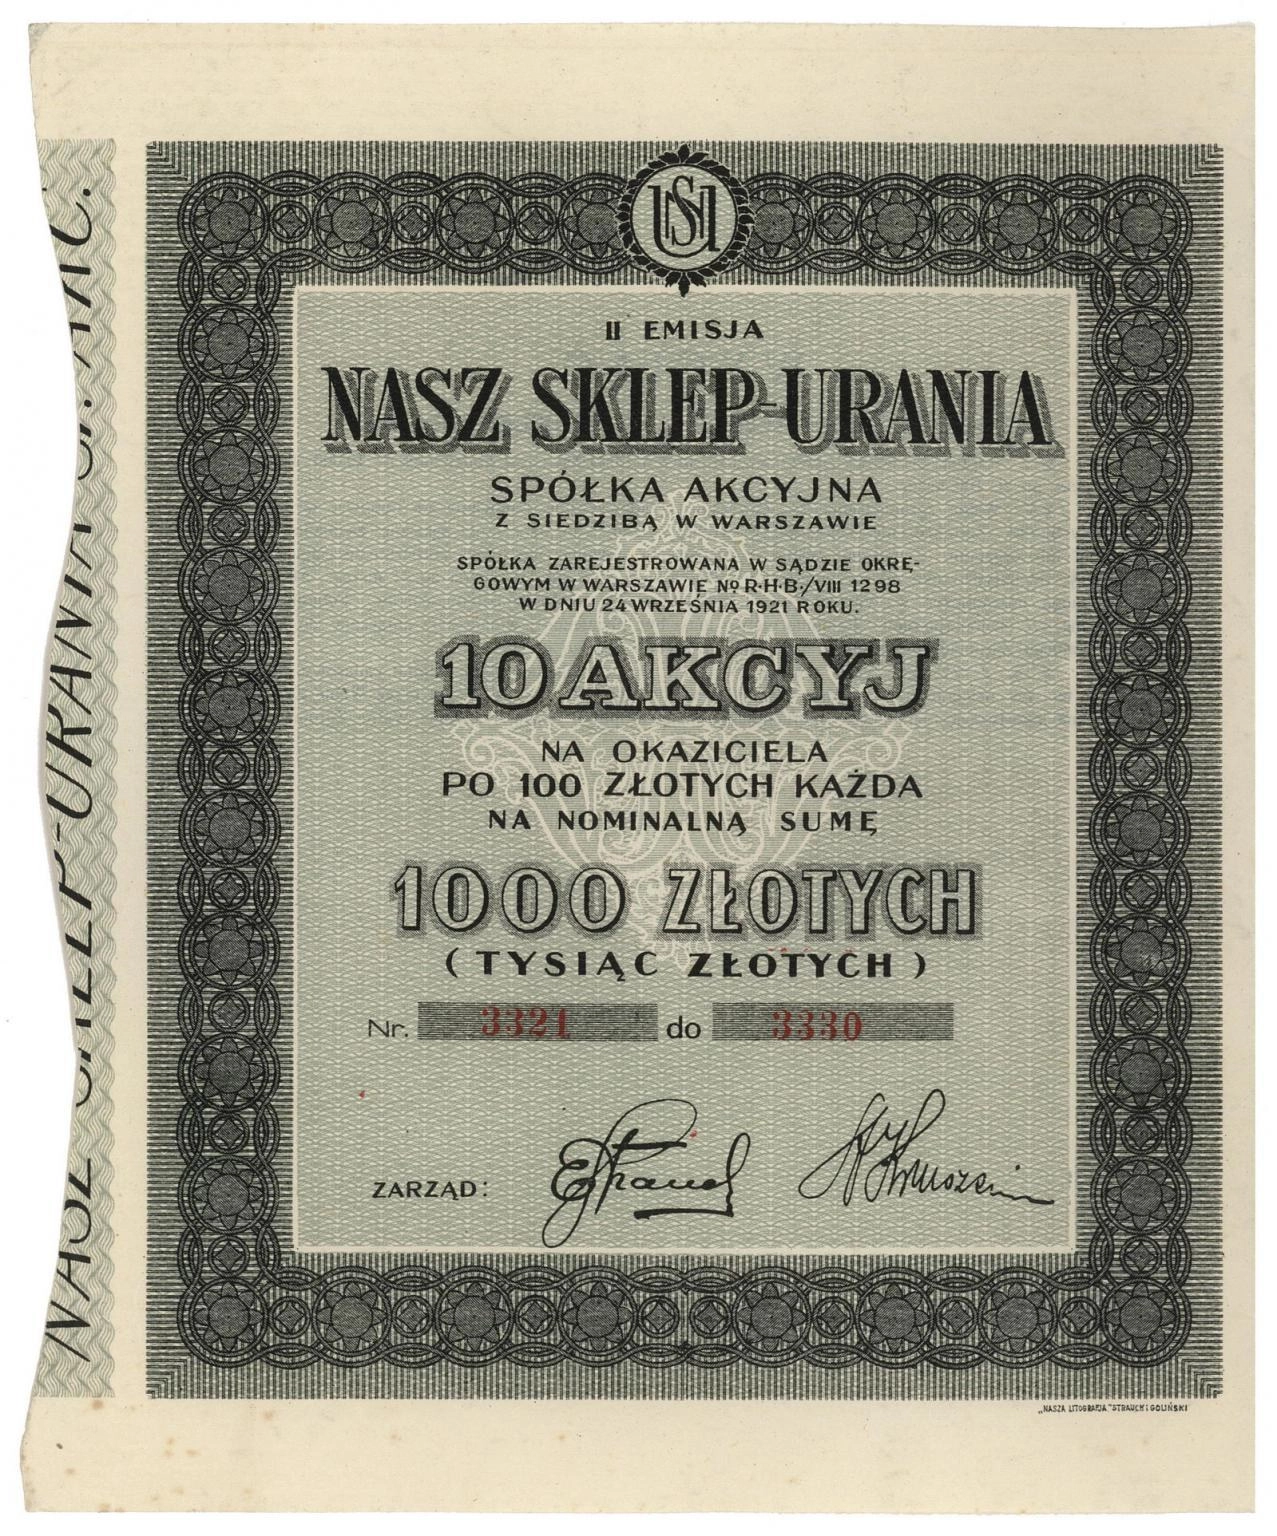 II EMISJA
NASZ SKLEP-URANIA
SPÓŁKA AKCYJNA
Z SIEDZIBĄ W WARSZAWIE
SPÓŁKA ZAREJESTROWANA W SĄDZIE OKRĘ-
GOWYM W WARSZAWIE No R·H·B·/VIII 1298
W DNIU 24 WRZEŚNIA 1921 ROKU.
10 AKCYJ
NA OKAZICIELA
PO 100 ZŁOTYCH KAŻDA
NA NOMINALNĄ SUMĘ
1000 ZŁOTYCH
(TYSIĄC ZŁOTYCH)
Nr. 3321 do 3330
ZARZĄD:
„NASZA LITOGRAFJA" STRAUCH i GOLIŃSKI
NASZ SKLEP-URANIA SP. AKC.